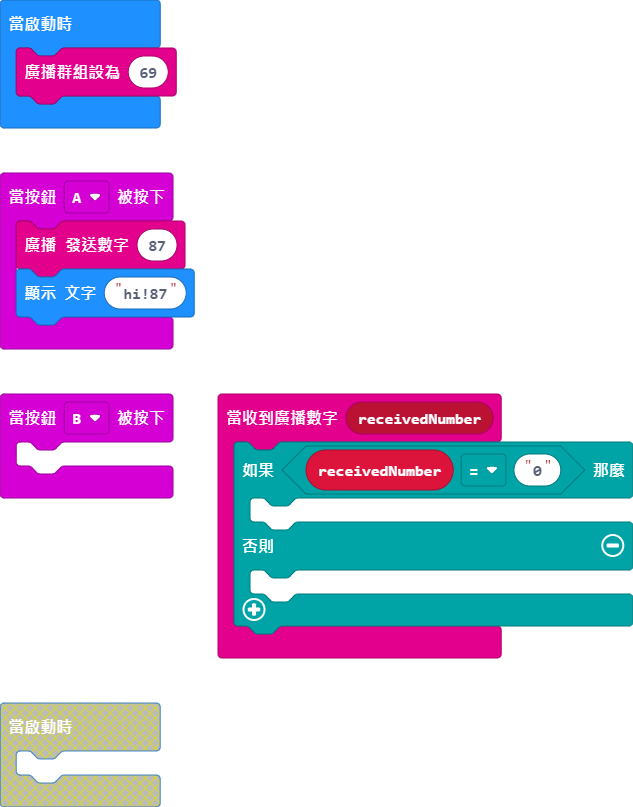 當啟動時
廣播群組設為 69
當按鈕 A 被按下
廣播 發送數字 87
顯示 文字 "hi!87"
當按鈕 B 被按下
當收到廣播數字 receivedNumber
如果 receivedNumber = "0" 那麼
否則
當啟動時